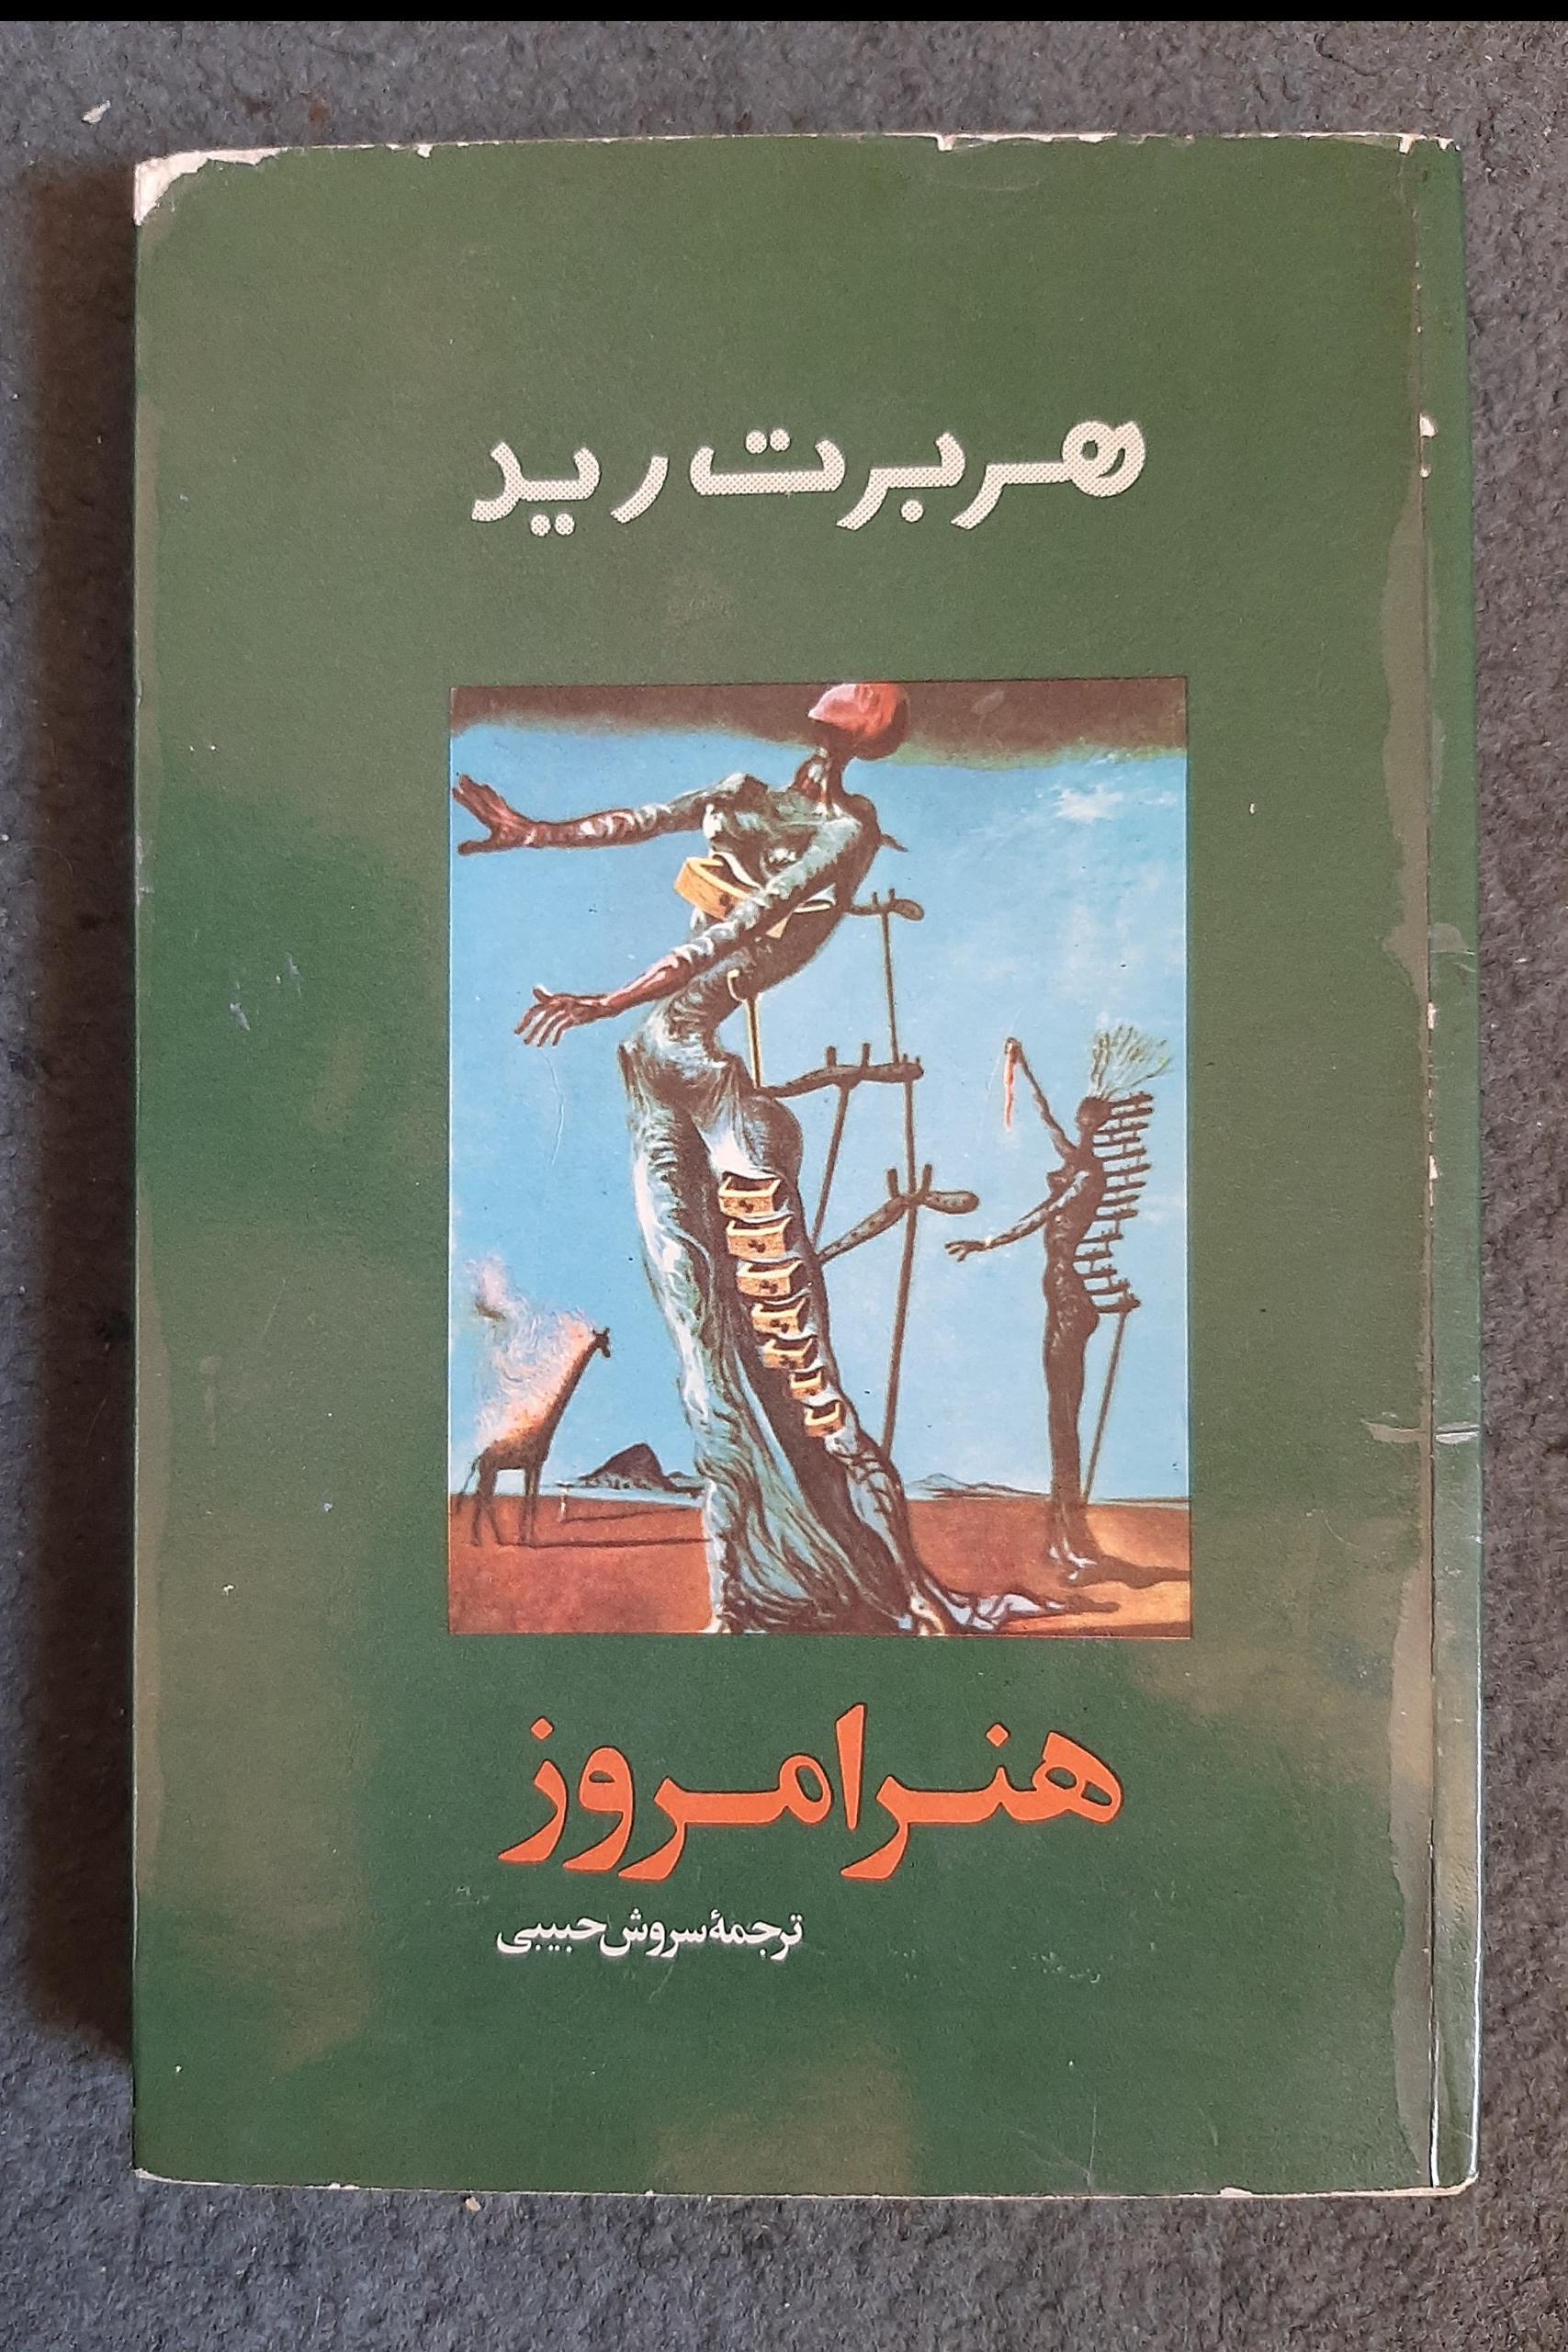 هربرت رید
هنر امروز
ترجمهٔ سروش حبیبی